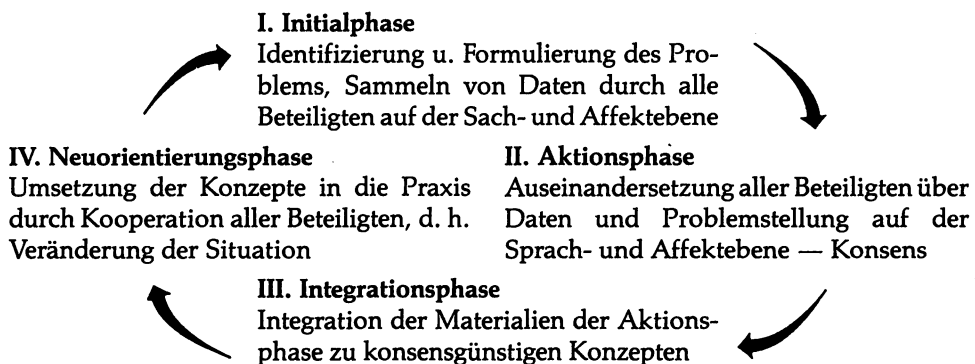 I. Initialphase
Identifizierung u. Formulierung des Pro-
blems, Sammeln von Daten durch alle
Beteiligten auf der Sach- und Affektebene
II. Aktionsphase
Auseinandersetzung aller Beteiligten über
Daten und Problemstellung auf der
Sprach- und Affektebene — Konsens
III. Integrationsphase
Integration der Materialien der Aktions-
phase zu konsensgünstigen Konzepten
IV. Neuorientierungsphase
Umsetzung der Konzepte in die Praxis
durch Kooperation aller Beteiligten, d. h.
Veränderung der Situation